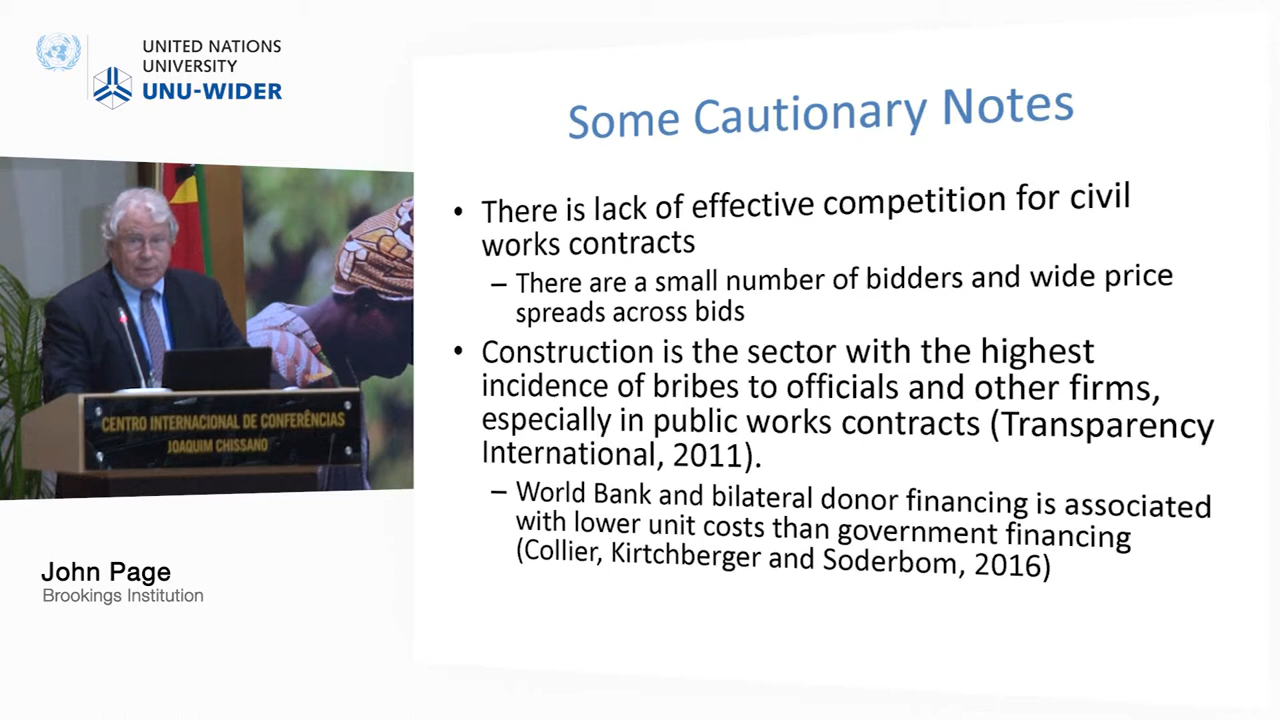 UNITED NATIONS
UNIVERSITY
UNU-WIDER
Some Cautionary Notes
• There is lack of effective competition for civil
works contracts
– There are a small number of bidders and wide price
spreads across bids
• Construction is the sector with the highest
incidence of bribes to officials and other firms,
especially in public works contracts (Transparency
International, 2011).
– World Bank and bilateral donor financing is associated
with lower unit costs than government financing
(Collier, Kirtchberger and Soderbom, 2016)
CENTRO INTERNACIONAL DE CONFERÊNCIAS
JOAQUIM CHISSANO
John Page
Brookings Institution